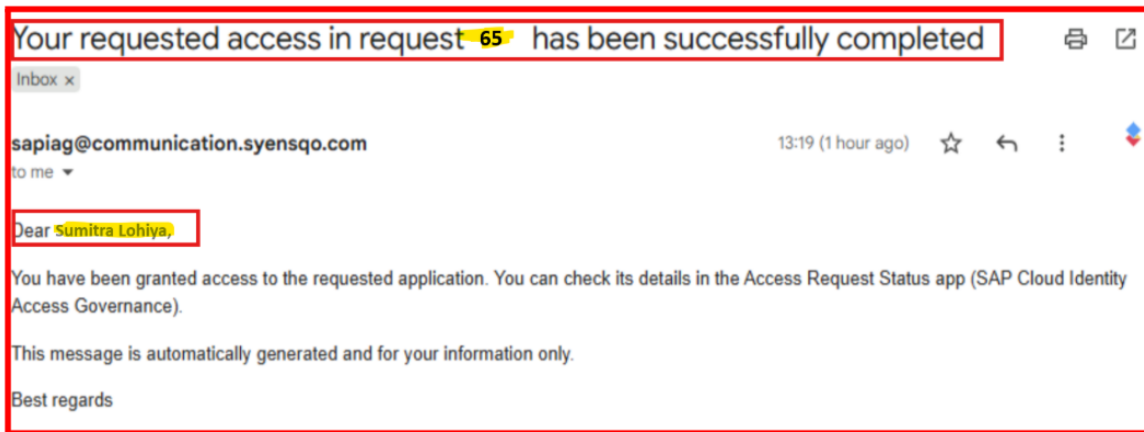 Your requested access in request 65 has been successfully completed
Inbox ×
sapiag@communication.syensqo.com
13:19 (1 hour ago)
to me
Dear Sumitra Lohiya,
You have been granted access to the requested application. You can check its details in the Access Request Status app (SAP Cloud Identity
Access Governance).
This message is automatically generated and for your information only.
Best regards